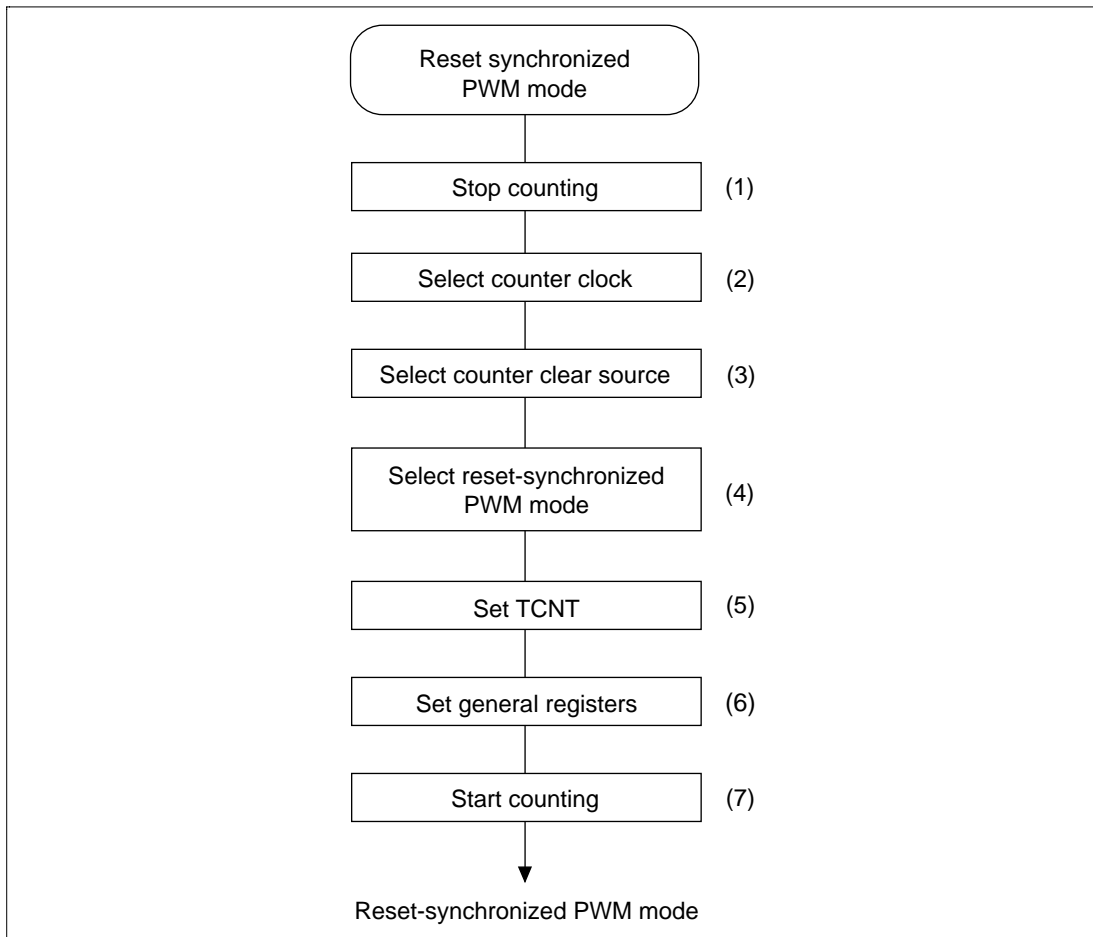 Reset synchronized
PWM mode
Stop counting (1)
Select counter clock (2)
Select counter clear source (3)
Select reset-synchronized
PWM mode (4)
Set TCNT (5)
Set general registers (6)
Start counting (7)
Reset-synchronized PWM mode